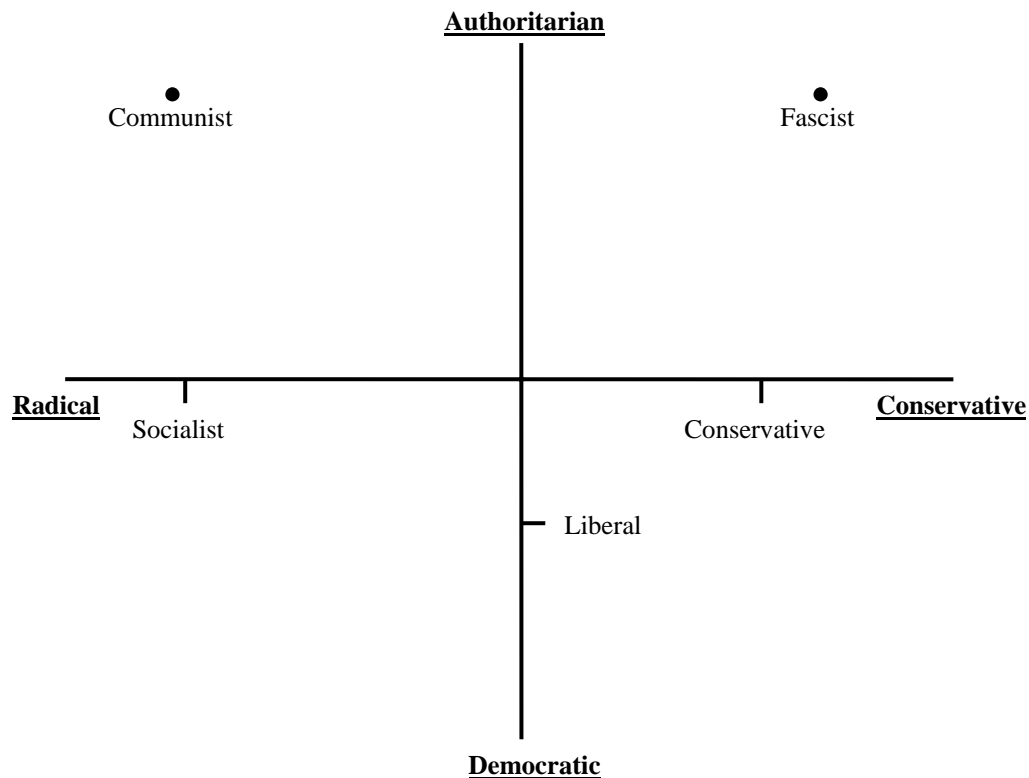 Authoritarian
Communist
Fascist
Radical
Conservative
Socialist
Conservative
Liberal
Democratic